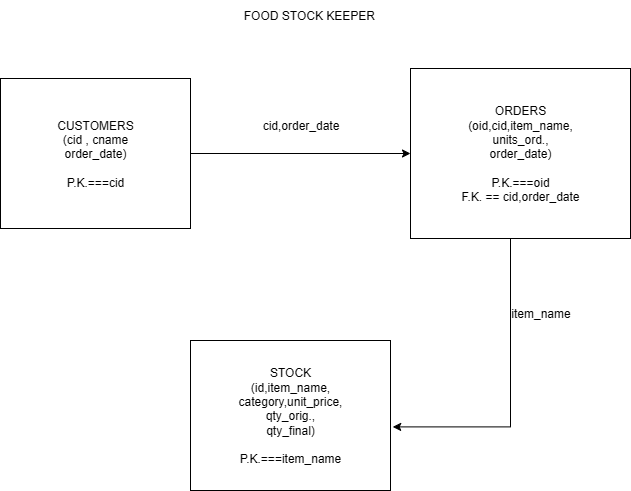 FOOD STOCK KEEPER
CUSTOMERS
(cid , cname
order_date)
P.K.===cid
cid,order_date
ORDERS
(oid,cid,item_name,
units_ord.,
order_date)
P.K.===oid
F.K. == cid,order_date
item_name
STOCK
(id,item_name,
category,unit_price,
qty_orig.,
qty_final)
P.K.===item_name